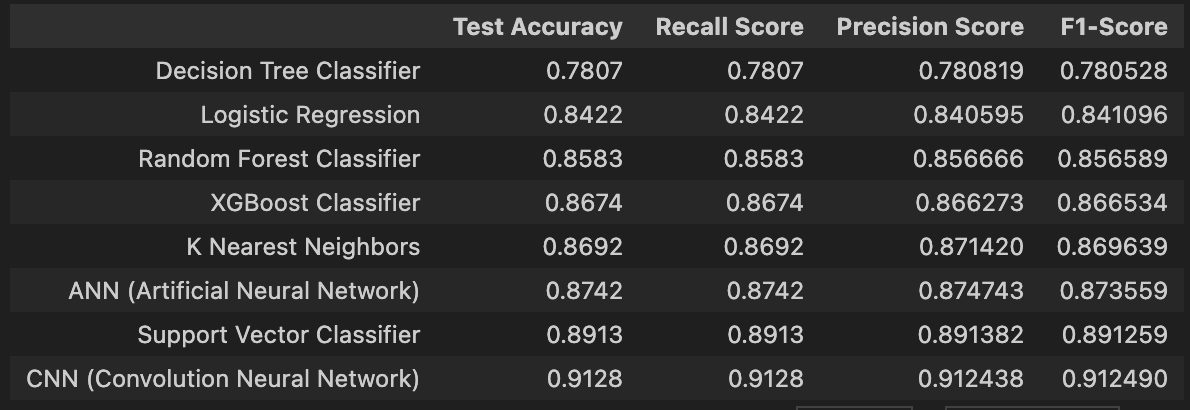 Test Accuracy Recall Score Precision Score F1-Score
Decision Tree Classifier 0.7807 0.7807 0.780819 0.780528
Logistic Regression 0.8422 0.8422 0.840595 0.841096
Random Forest Classifier 0.8583 0.8583 0.856666 0.856589
XGBoost Classifier 0.8674 0.8674 0.866273 0.866534
K Nearest Neighbors 0.8692 0.8692 0.871420 0.869639
ANN (Artificial Neural Network) 0.8742 0.8742 0.874743 0.873559
Support Vector Classifier 0.8913 0.8913 0.891382 0.891259
CNN (Convolution Neural Network) 0.9128 0.9128 0.912438 0.912490